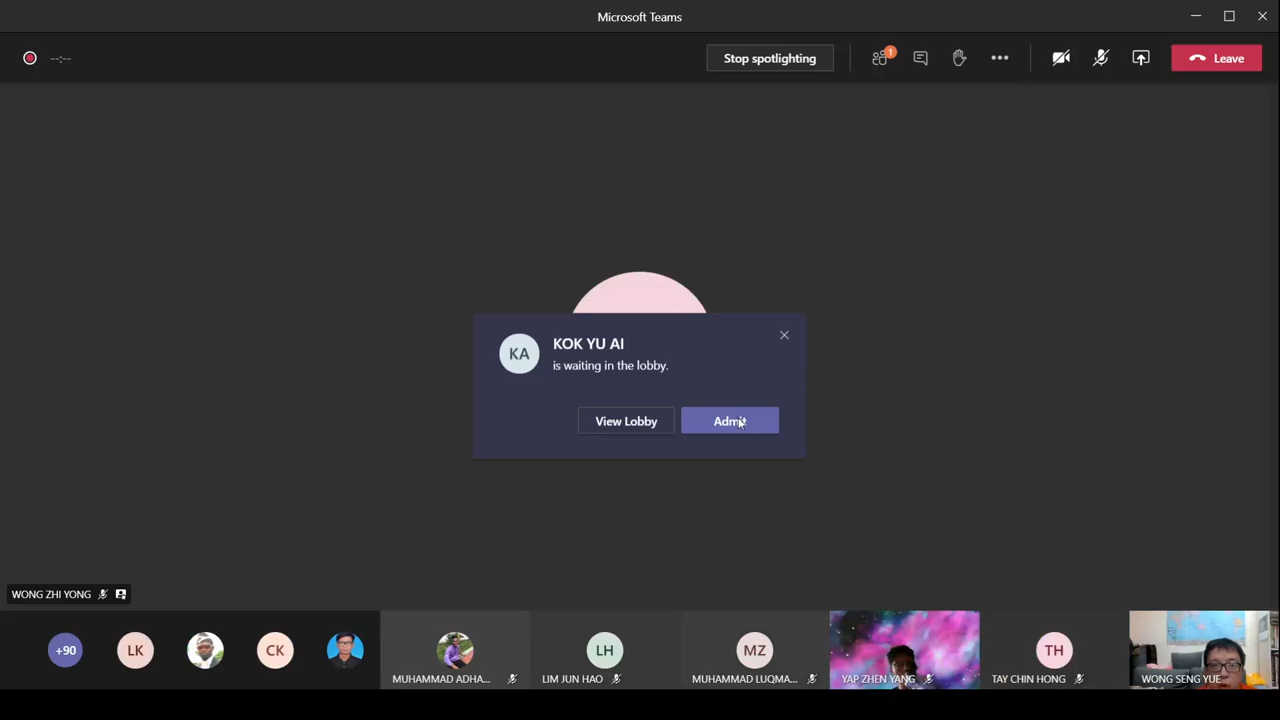 Microsoft Teams
--:--
Stop spotlighting
1
Leave
KA
KOK YU AI
is waiting in the lobby.
View Lobby
Admit
WONG ZHI YONG
+90
LK
CK
MUHAMMAD ADHA...
LH
LIM JUN HAO
MZ
MUHAMMAD LUQMA...
YAP ZHEN YANG
TH
TAY CHIN HONG
WONG SENG YUE